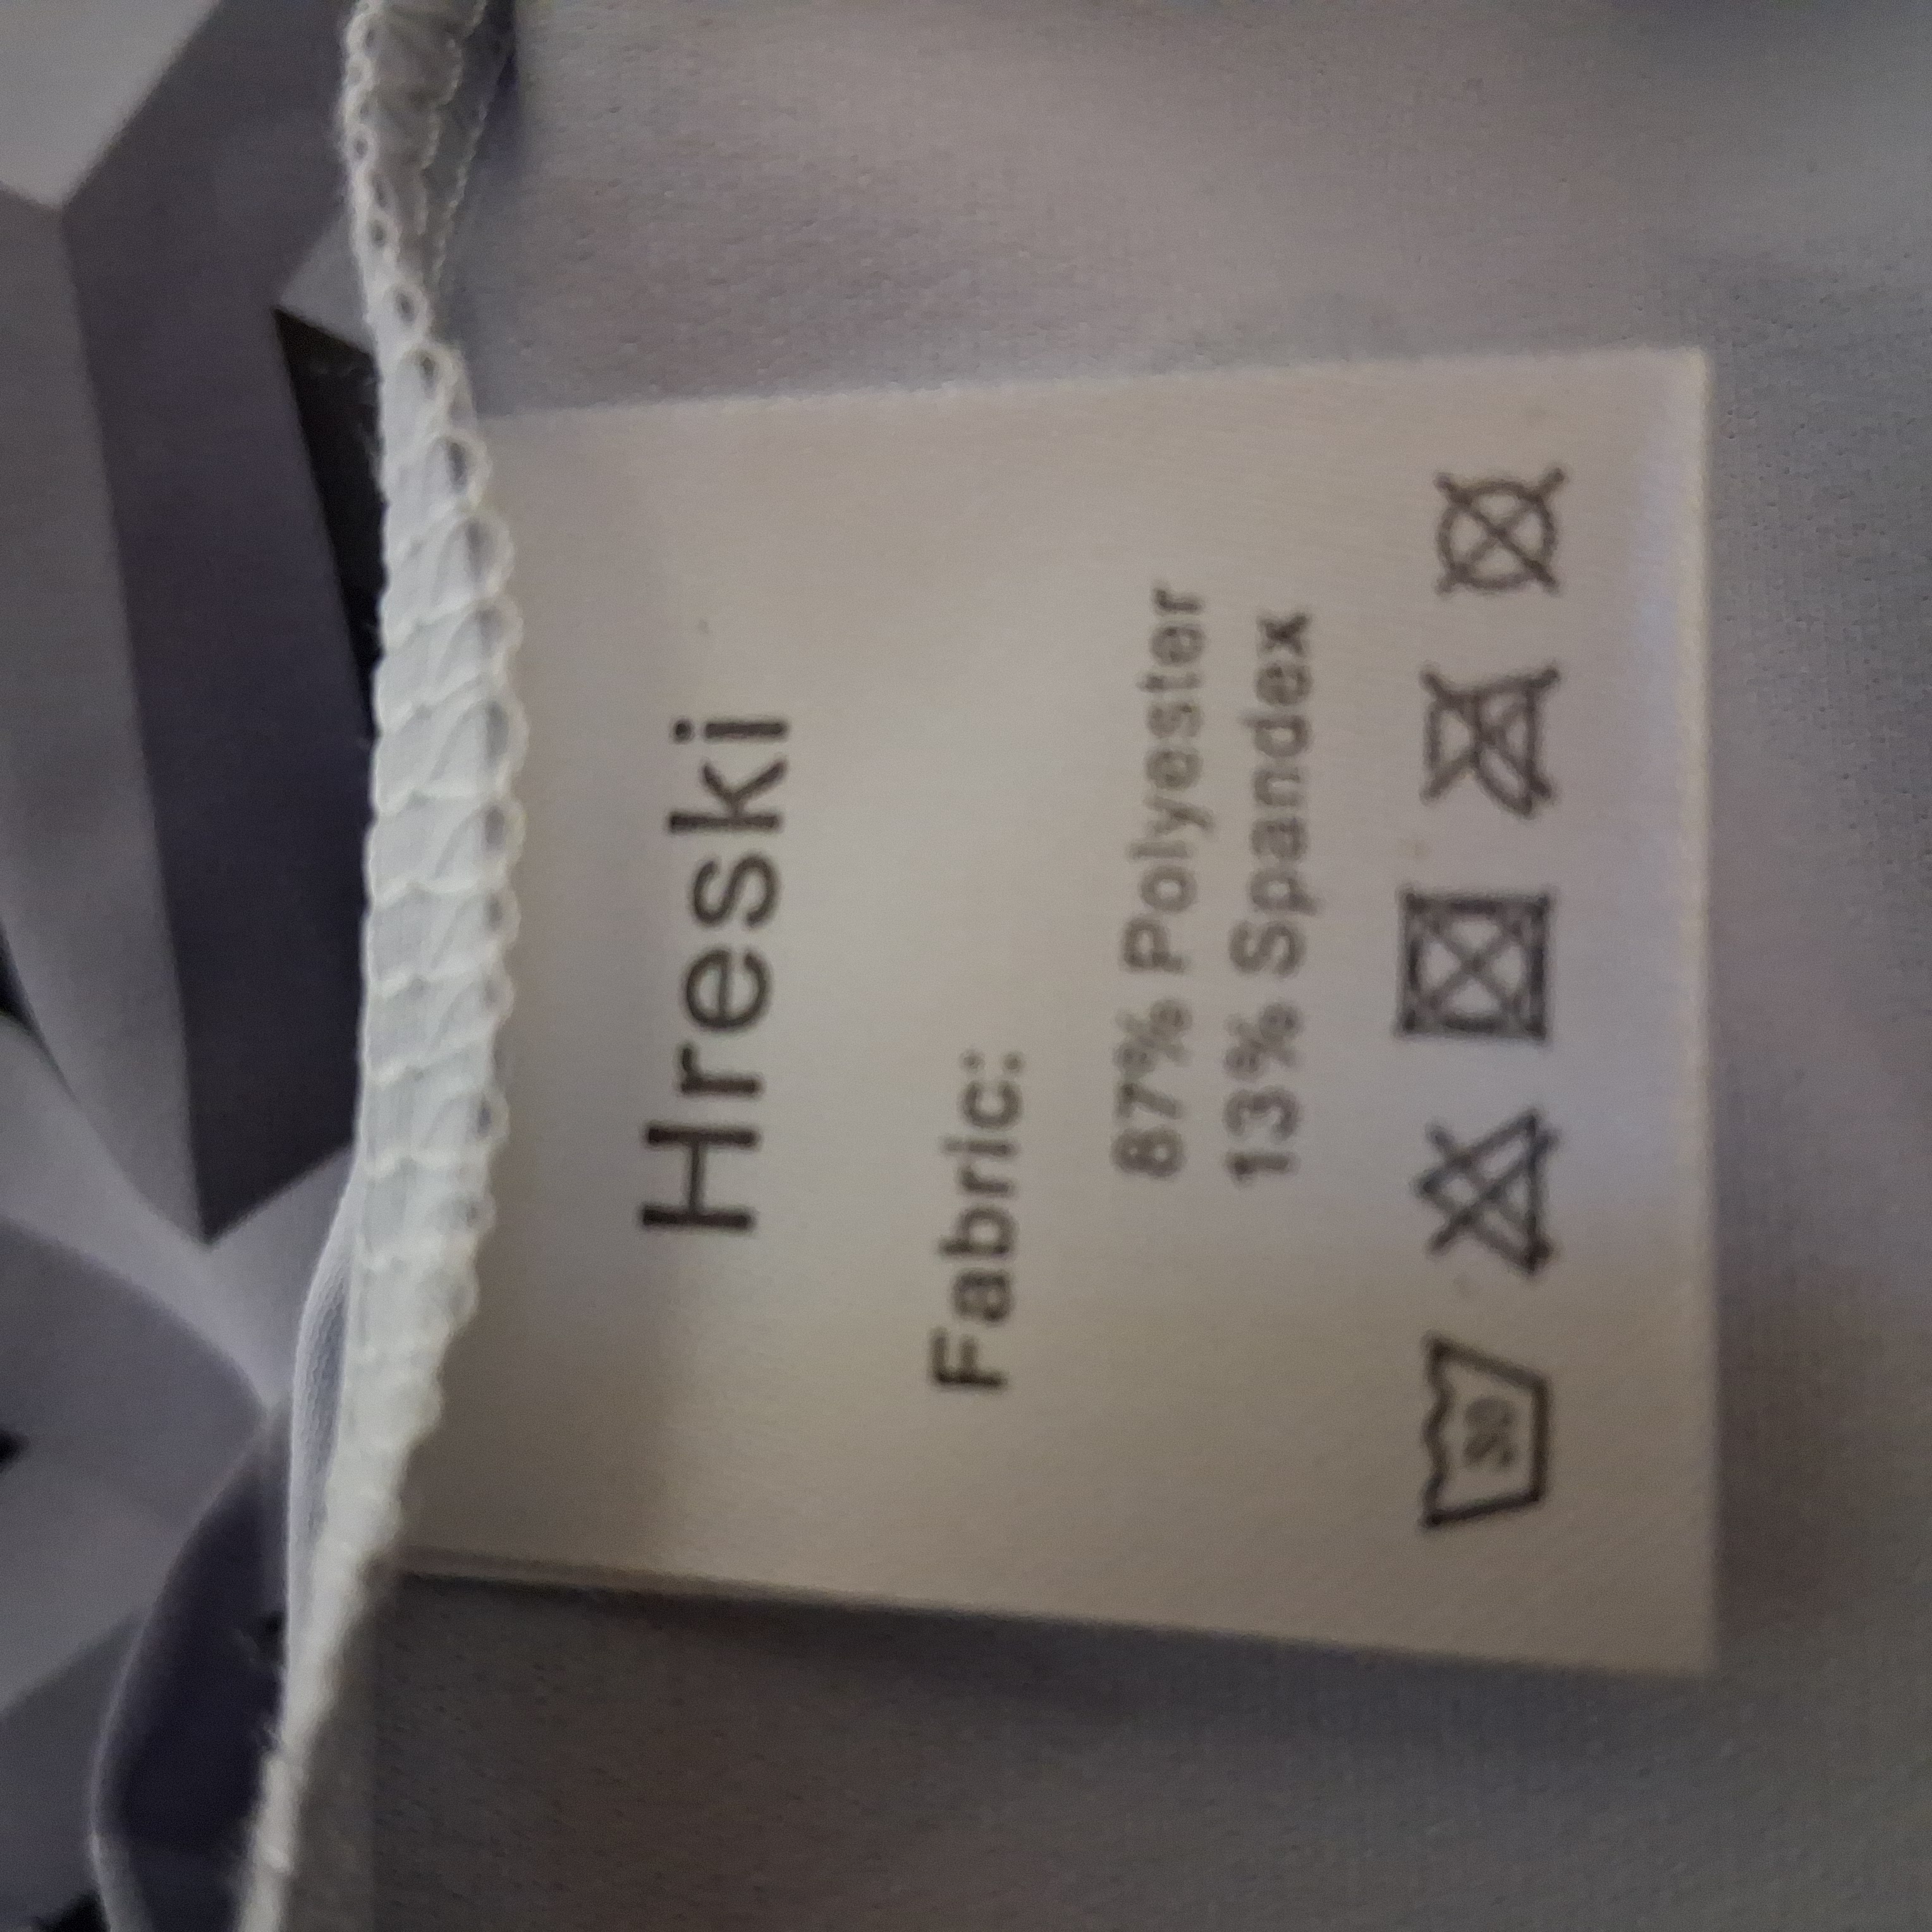 Hreski
Fabric:
87% Polyester
13% Spandex
30